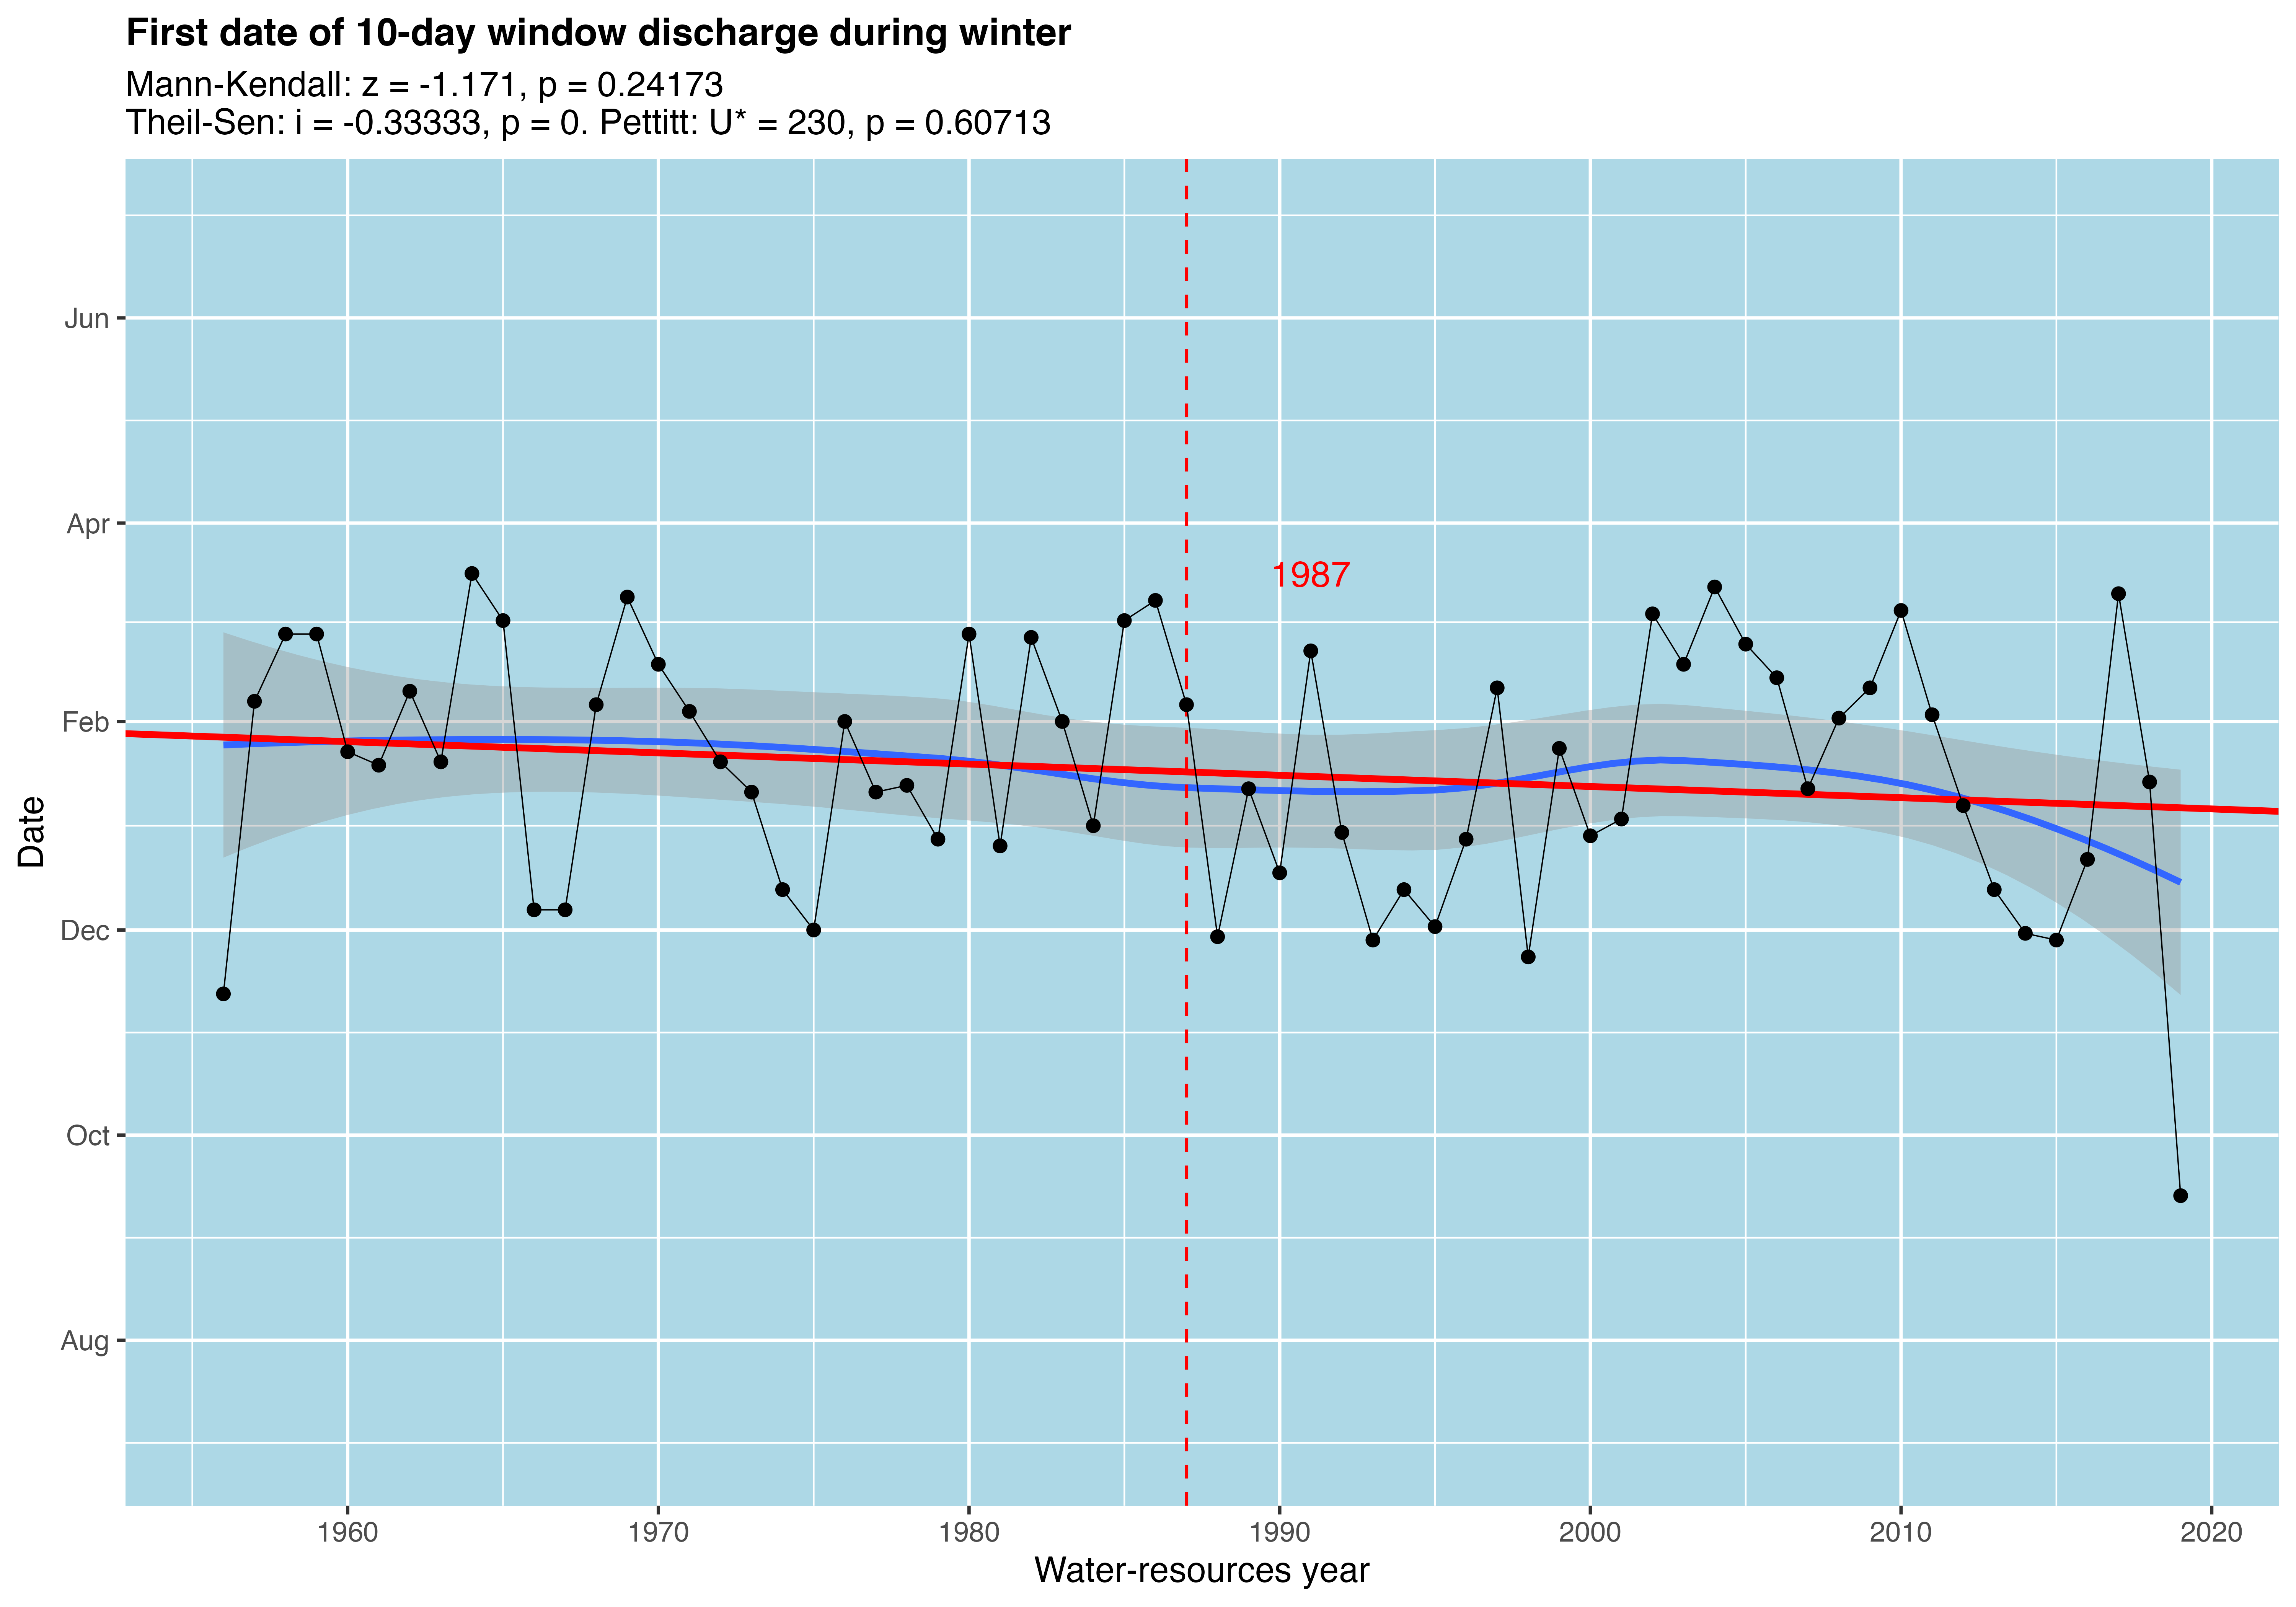 First date of 10-day window discharge during winter
Mann-Kendall: z = -1.171, p = 0.24173
Theil-Sen: i = -0.33333, p = 0. Pettitt: U* = 230, p = 0.60713
Jun
Apr
1987
Feb
Dec
Oct
Aug
Date
1960 1970 1980 1990 2000 2010 2020
Water-resources year